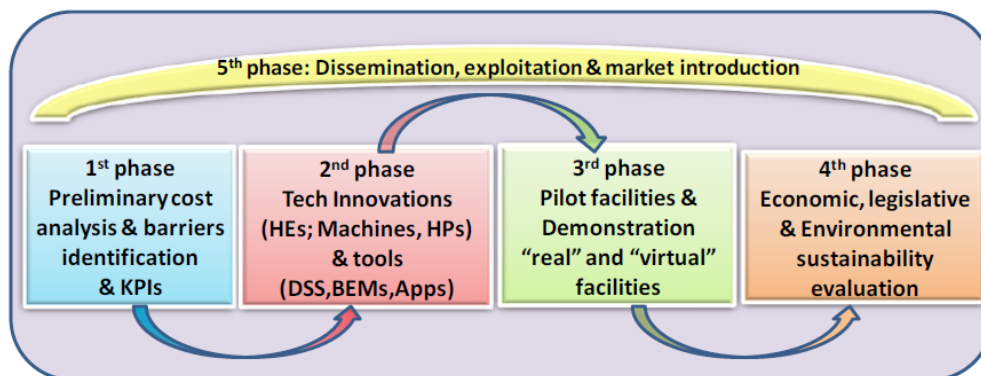 5th phase: Dissemination, exploitation & market introduction
1st phase
Preliminary cost
analysis & barriers
identification
& KPIs
2nd phase
Tech Innovations
(HEs; Machines, HPs)
& tools
(DSS,BEMs,Apps)
3rd phase
Pilot facilities &
Demonstration
“real” and “virtual”
facilities
4th phase
Economic, legislative
& Environmental
sustainability
evaluation